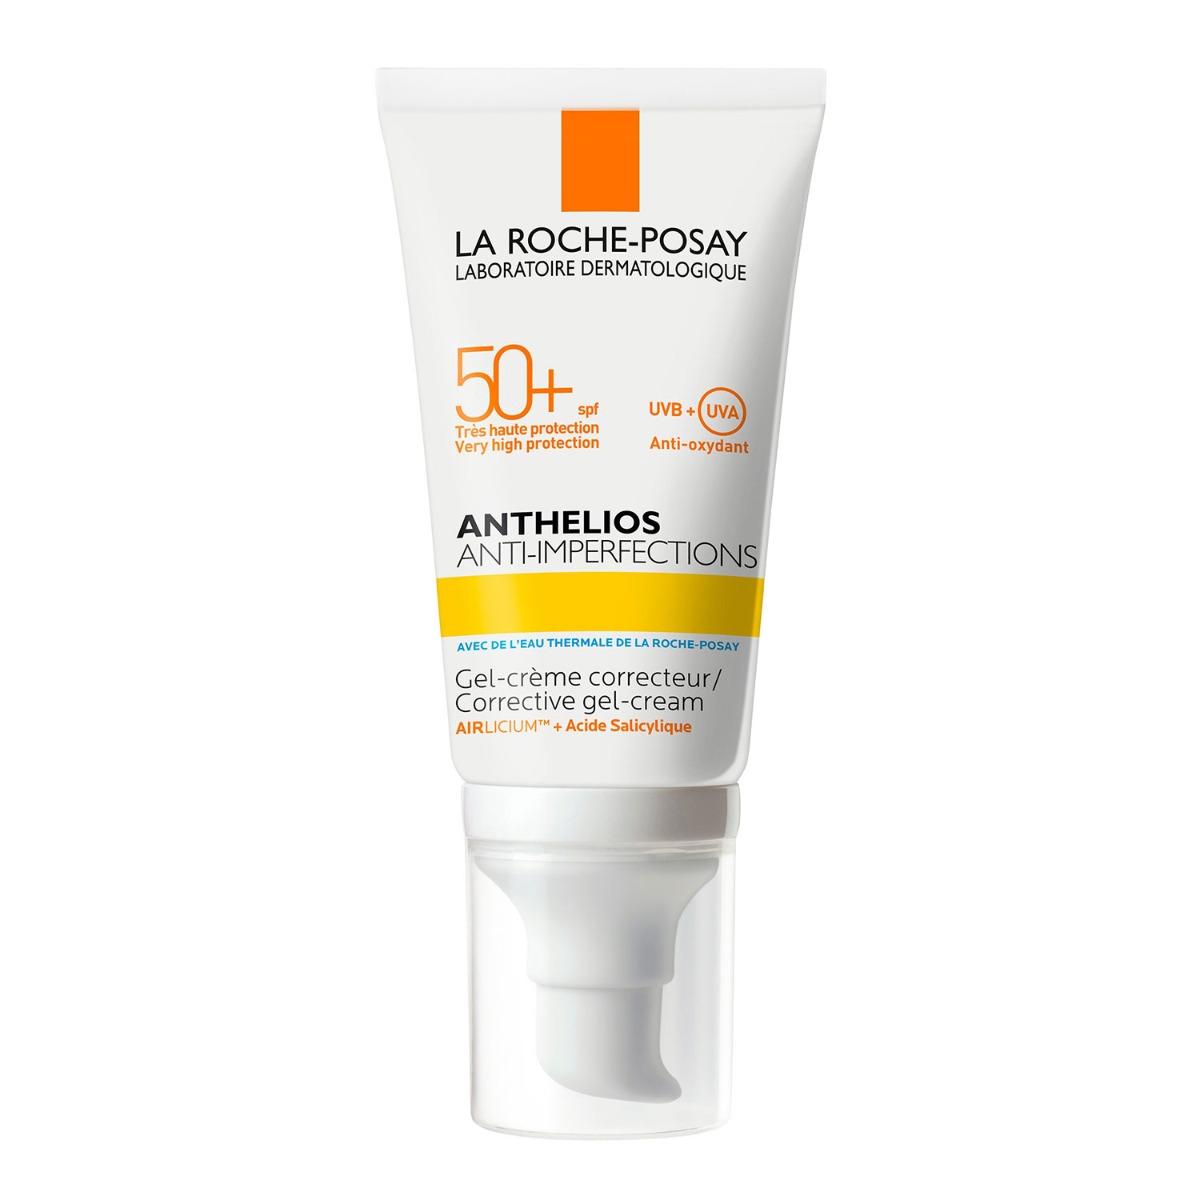 LA ROCHE-POSAY
LABORATOIRE DERMATOLOGIQUE
50+ spf
Très haute protection
Very high protection
UVB + UVA
Anti-oxydant
ANTHELIOS
ANTI-IMPERFECTIONS
AVEC DE L'EAU THERMALE DE LA ROCHE-POSAY
Gel-crème correcteur/
Corrective gel-cream
AIRLICIUM™ + Acide Salicylique